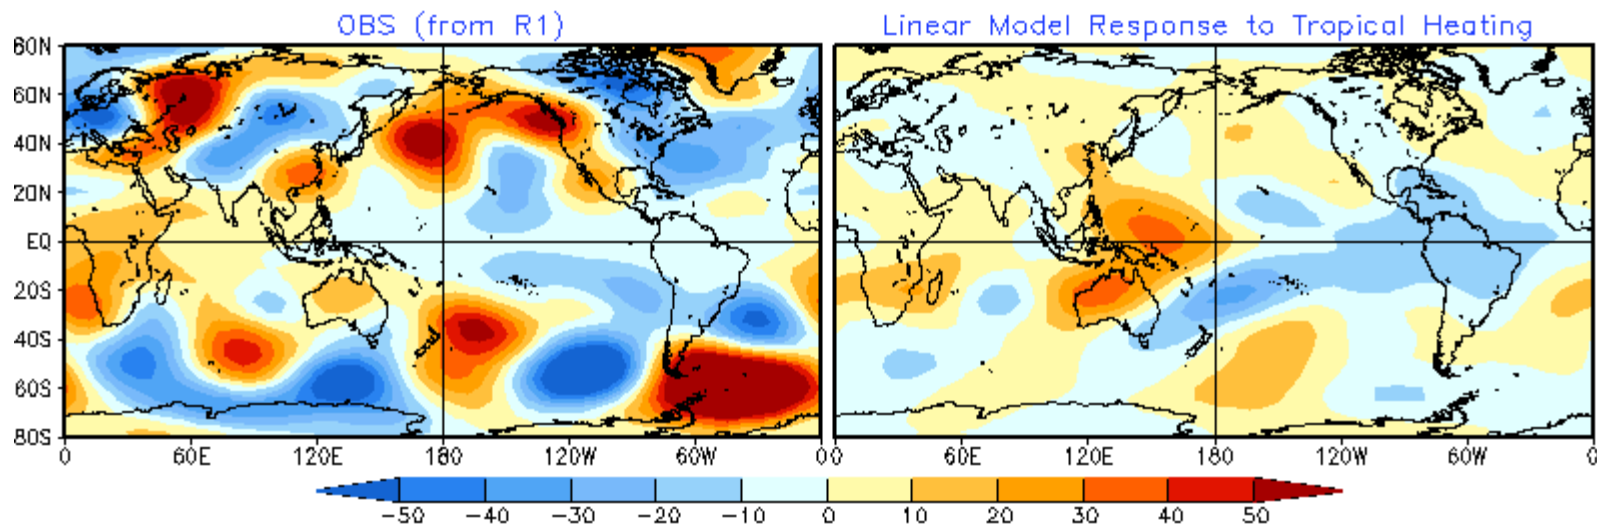 OBS (from R1) Linear Model Response to Tropical Heating
80N
60N
40N
20N
EQ
20S
40S
60S
80S
0 60E 120E 180 120W 60W 0 0 60E 120E 180 120W 60W 0
-50 -40 -30 -20 -10 0 10 20 30 40 50